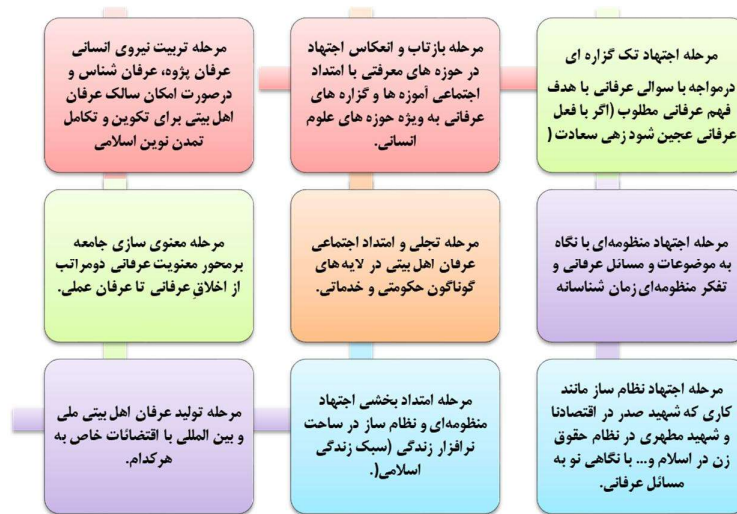 مرحله اجتهاد تک گزاره ای
درمواجه با سوالی عرفانی با هدف
فهم عرفانی مطلوب (اگر با فعل
عرفانی عجین شود زهی سعادت (
مرحله بازتاب و انعکاس اجتهاد
در حوزه های معرفتی با امتداد
اجتماعی آموزه ها و گزاره های
عرفانی به ویژه حوزه های علوم
انسانی.
مرحله تربیت نیروی انسانی
عرفان پژوه، عرفان شناس و
درصورت امکان سالک عرفان
اهل بیتی برای تکوین و تکامل
تمدن نوین اسلامی
مرحله اجتهاد منظومه‌ای با نگاه
به موضوعات و مسائل عرفانی و
تفکر منظومه‌ای زمان شناسانه
مرحله تجلی و امتداد اجتماعی
عرفان اهل بیتی در لایه های
گوناگون حکومتی و خدماتی.
مرحله معنوی سازی جامعه
برمحور معنویت عرفانی دومراتب
از اخلاقِ عرفانی تا عرفان عملی.
مرحله اجتهاد نظام ساز مانند
کاری که شهید صدر در اقتصادنا
و شهید مطهری در نظام حقوق
زن در اسلام و... با نگاهی نو به
مسائل عرفانی.
مرحله امتداد بخشی اجتهاد
منظومه‌ای و نظام ساز در ساحت
نرافزار زندگی (سبک زندگی
اسلامی(.
مرحله تولید عرفان اهل بیتی ملی
و بین المللی با اقتضائات خاص به
هرکدام.